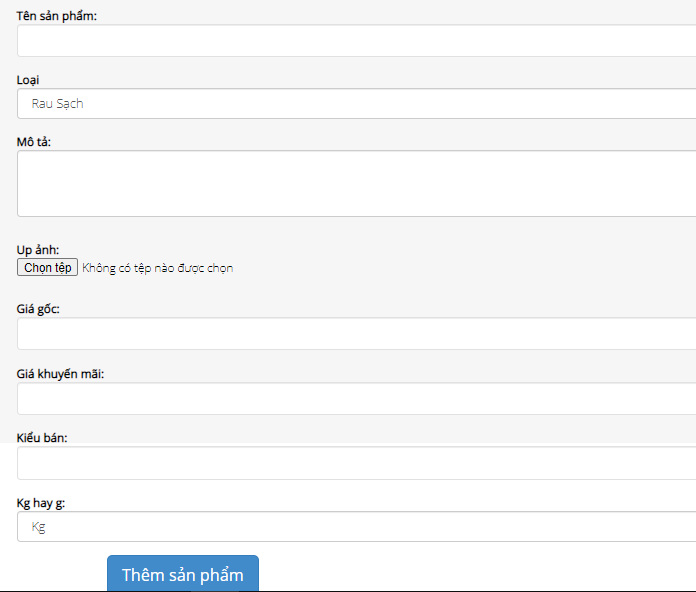 Tên sản phẩm:
Loại
Rau Sạch
Mô tả:
Up ảnh:
Chọn tệp Không có tệp nào được chọn
Giá gốc:
Giá khuyến mãi:
Kiểu bán:
Kg hay g:
Kg
Thêm sản phẩm